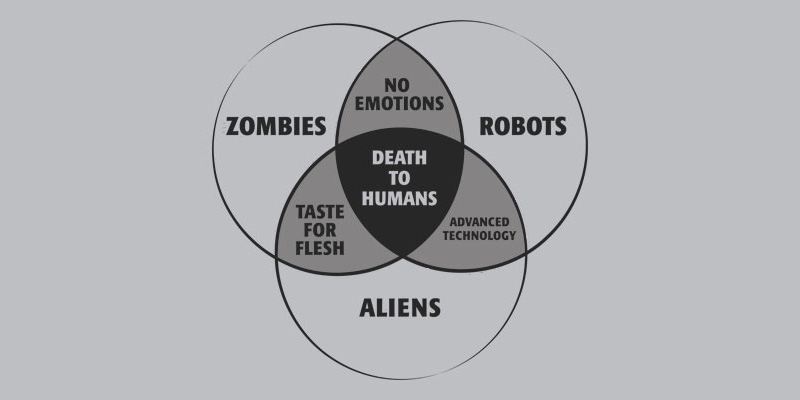 NO
EMOTIONS
ZOMBIES
ROBOTS
DEATH
TO
HUMANS
TASTE
FOR
FLESH
ADVANCED
TECHNOLOGY
ALIENS